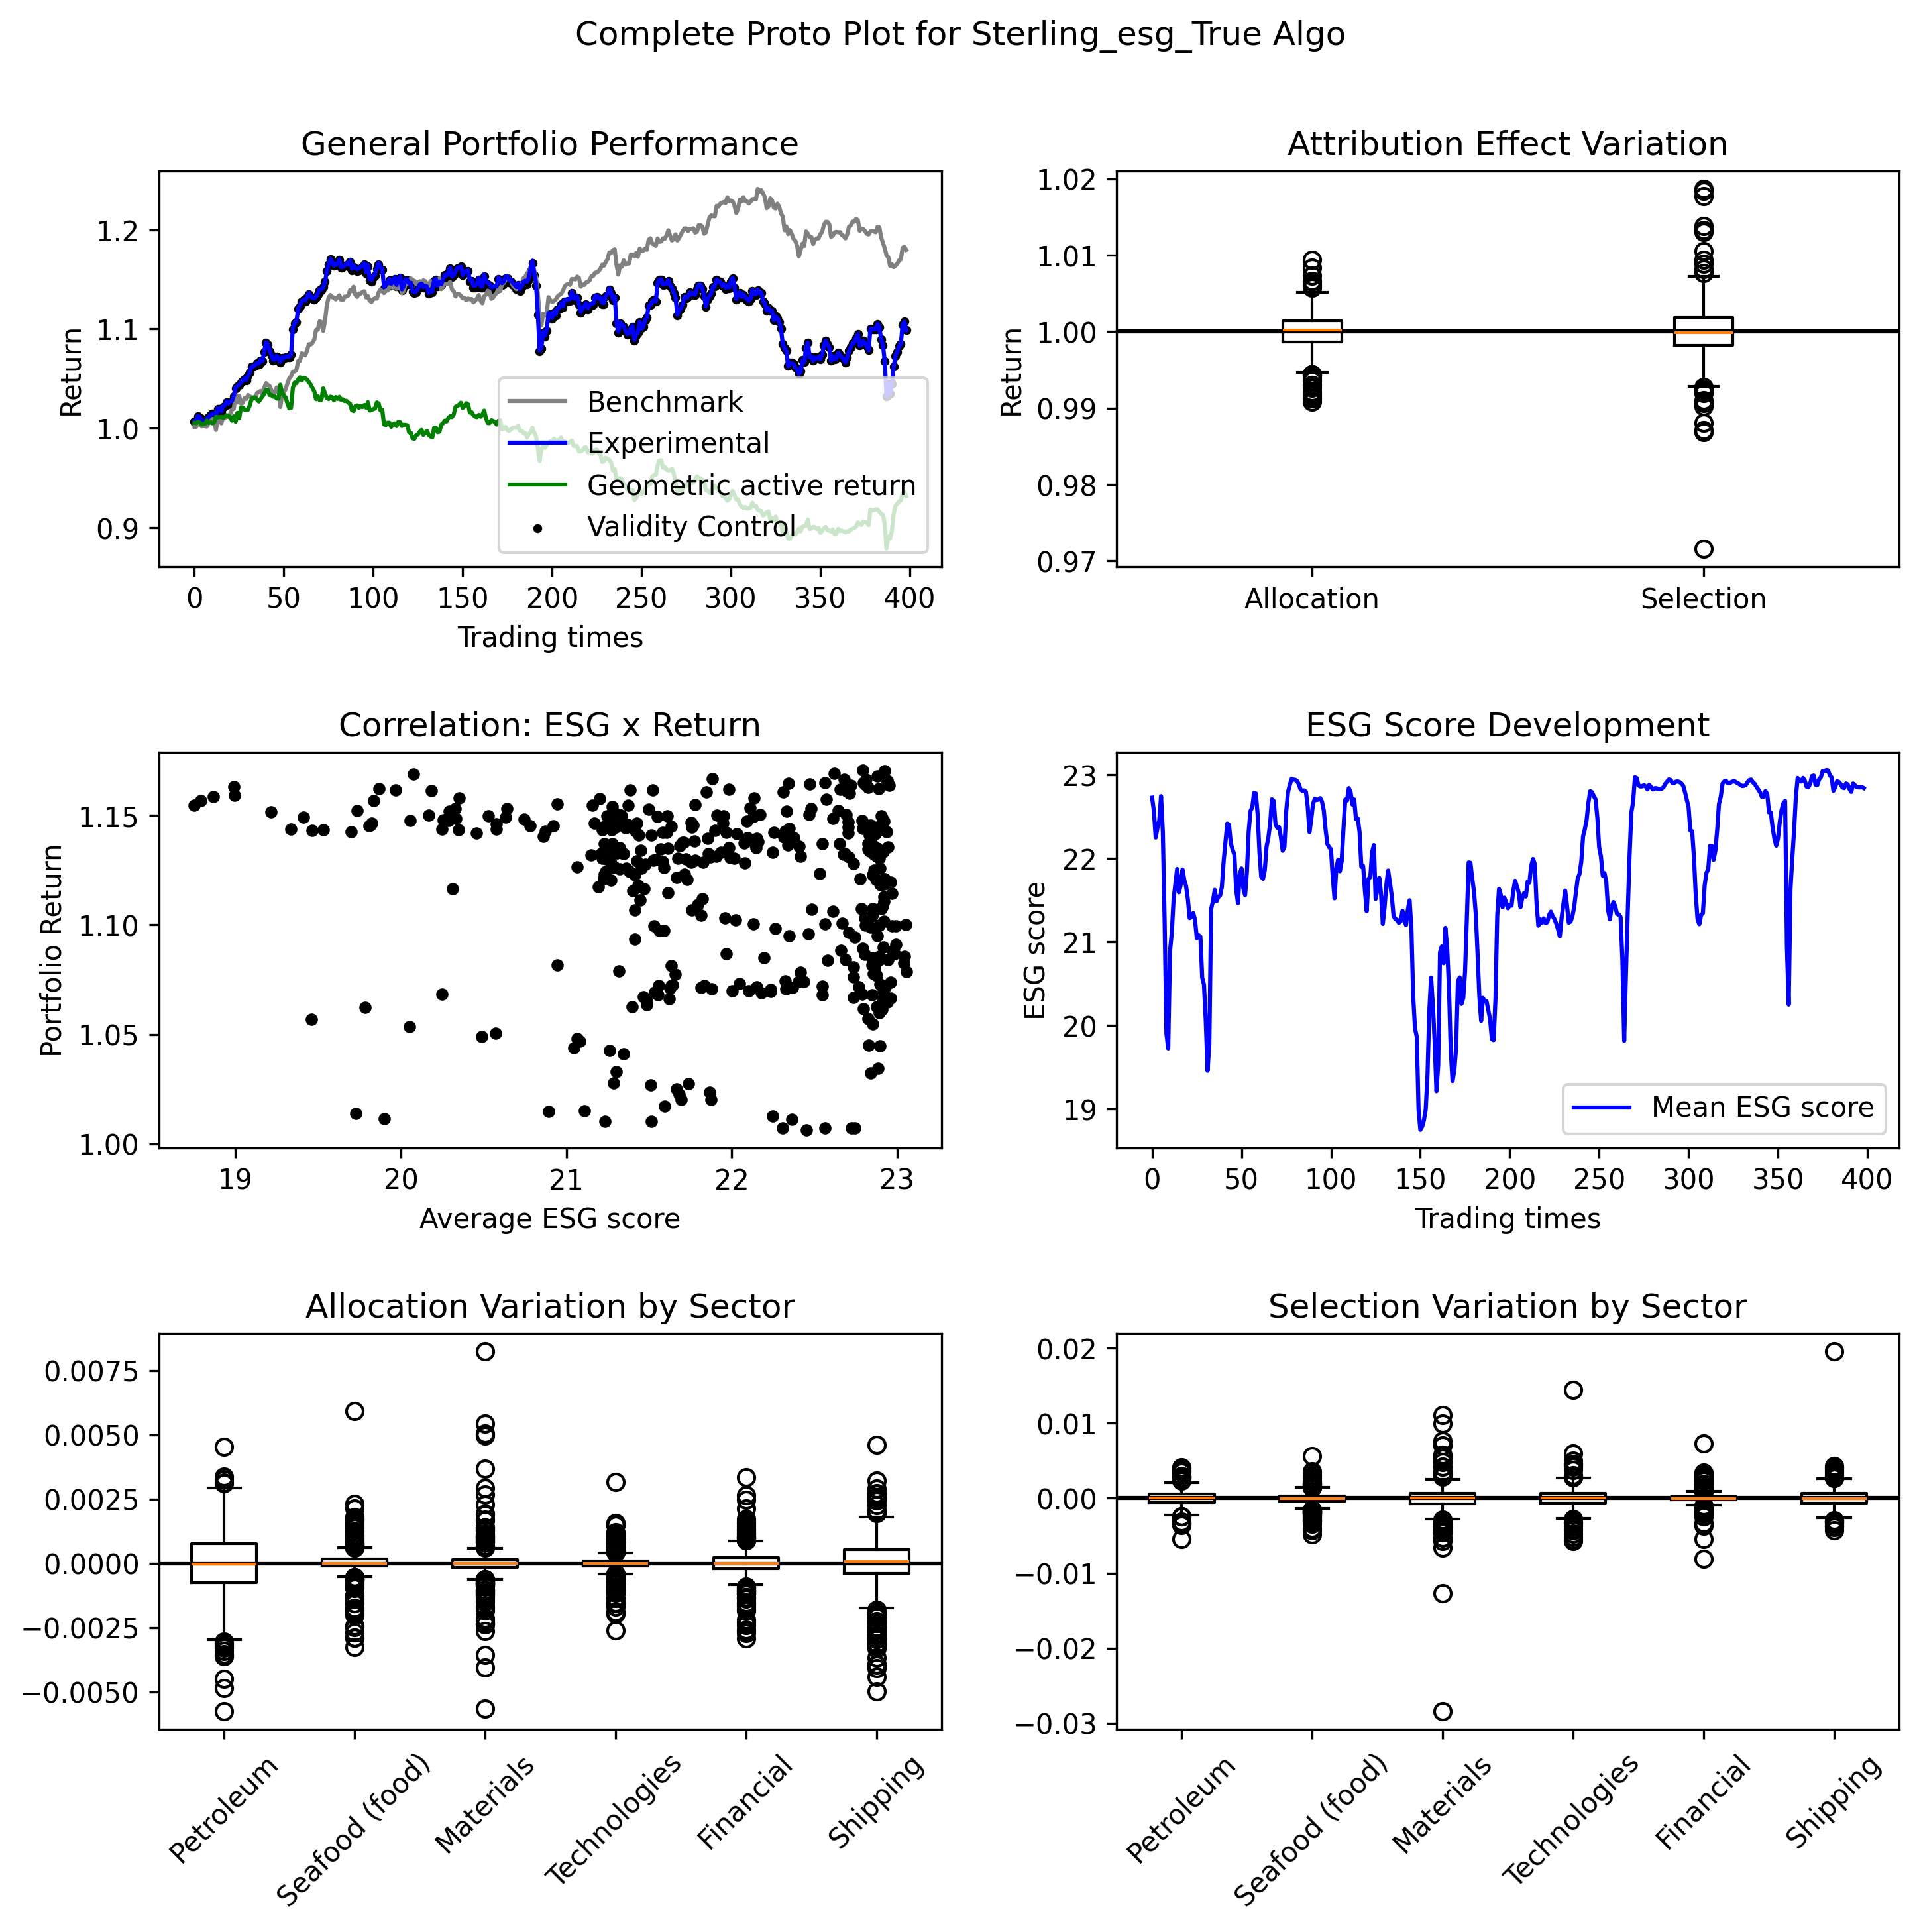 Complete Proto Plot for Sterling_esg_True Algo
General Portfolio Performance
Return
1.2
1.1
1.0
0.9
0 50 100 150 200 250 300 350 400
Trading times
Benchmark
Experimental
Geometric active return
Validity Control
Attribution Effect Variation
Return
1.02
1.01
1.00
0.99
0.98
0.97
Allocation Selection
Correlation: ESG x Return
Portfolio Return
1.15
1.10
1.05
1.00
19 20 21 22 23
Average ESG score
ESG Score Development
ESG score
23
22
21
20
19
0 50 100 150 200 250 300 350 400
Trading times
Mean ESG score
Allocation Variation by Sector
0.0075
0.0050
0.0025
0.0000
−0.0025
−0.0050
Petroleum
Seafood (food)
Materials
Technologies
Financial
Shipping
Selection Variation by Sector
0.02
0.01
0.00
−0.01
−0.02
−0.03
Petroleum
Seafood (food)
Materials
Technologies
Financial
Shipping